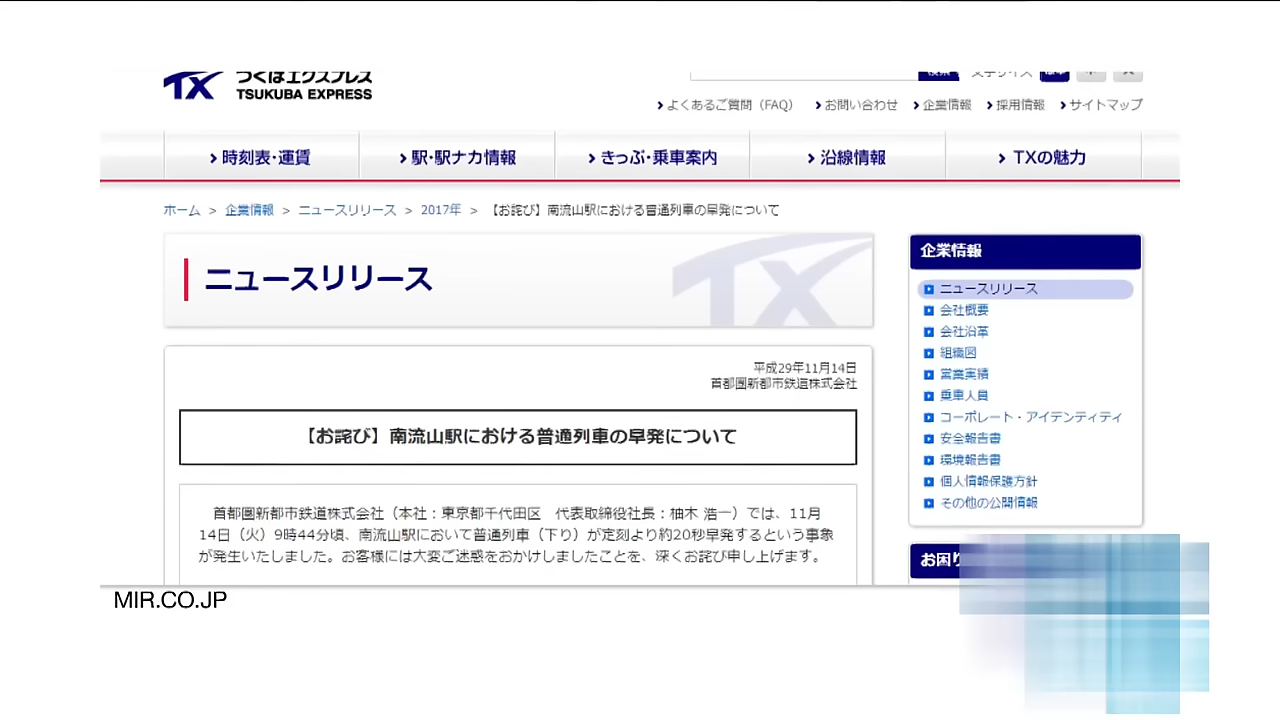 つくばエクスプレス
TSUKUBA EXPRESS
検索 文字サイズ 標準 中 大
よくあるご質問（FAQ） お問い合わせ 企業情報 採用情報 サイトマップ
時刻表・運賃 駅・駅ナカ情報 きっぷ・乗車案内 沿線情報 TXの魅力
ホーム > 企業情報 > ニュースリリース > 2017年 > 【お詫び】南流山駅における普通列車の早発について
ニュースリリース
平成29年11月14日
首都圏新都市鉄道株式会社
【お詫び】南流山駅における普通列車の早発について
首都圏新都市鉄道株式会社（本社：東京都千代田区　代表取締役社長：柚木 浩一）では、11月
14日（火）9時44分頃、南流山駅において普通列車（下り）が定刻より約20秒早発するという事象
が発生いたしました。お客様には大変ご迷惑をおかけしましたことを、深くお詫び申し上げます。
企業情報
ニュースリリース
会社概要
会社沿革
組織図
営業実績
乗車人員
コーポレート・アイデンティティ
安全報告書
環境報告書
個人情報保護方針
その他の公開情報
お困り
MIR.CO.JP